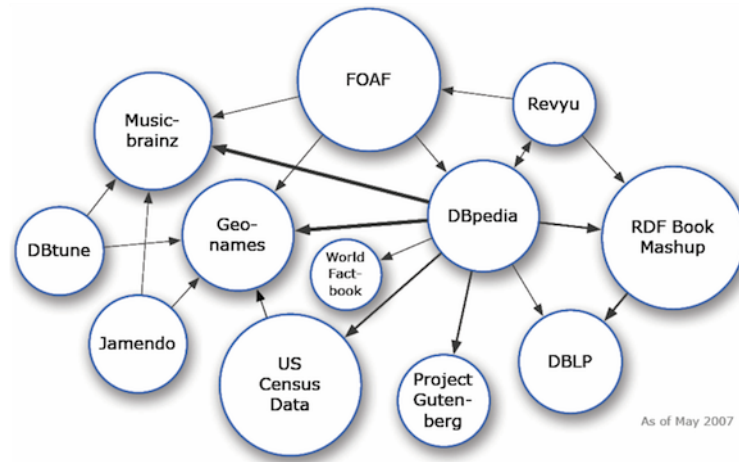 FOAF
Music-
brainz
Revyu
DBpedia
Geo-
names
RDF Book
Mashup
DBtune
World
Fact-
book
Jamendo
US
Census
Data
Project
Guten-
berg
DBLP
As of May 2007